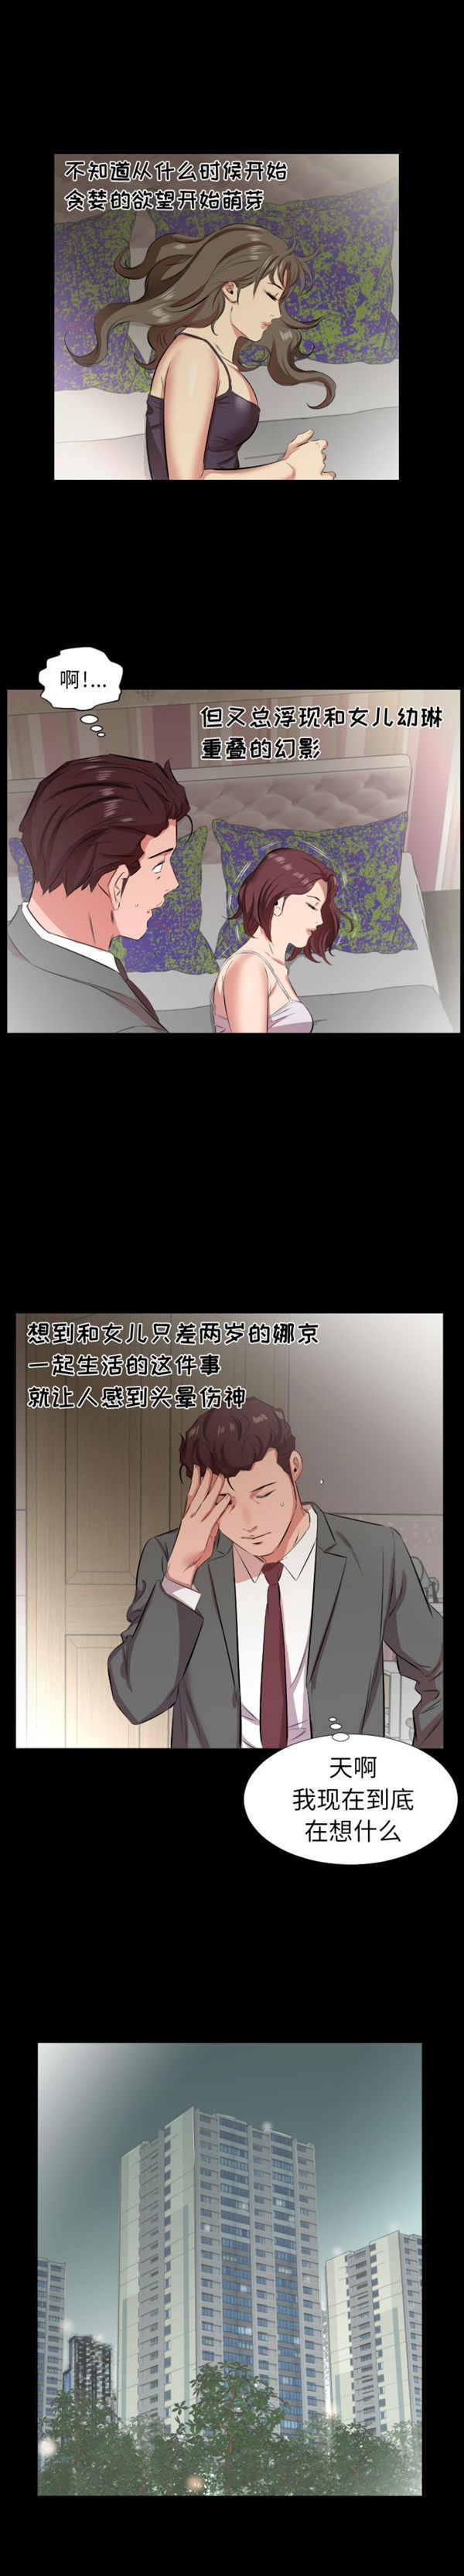 不知道从什么时候开始
贪婪的欲望开始萌芽
啊!...
但又总浮现和女儿幼琳
重叠的幻影
想到和女儿只差两岁的娜京
一起生活的这件事
就让人感到头晕伤神
天啊
我现在到底
在想什么